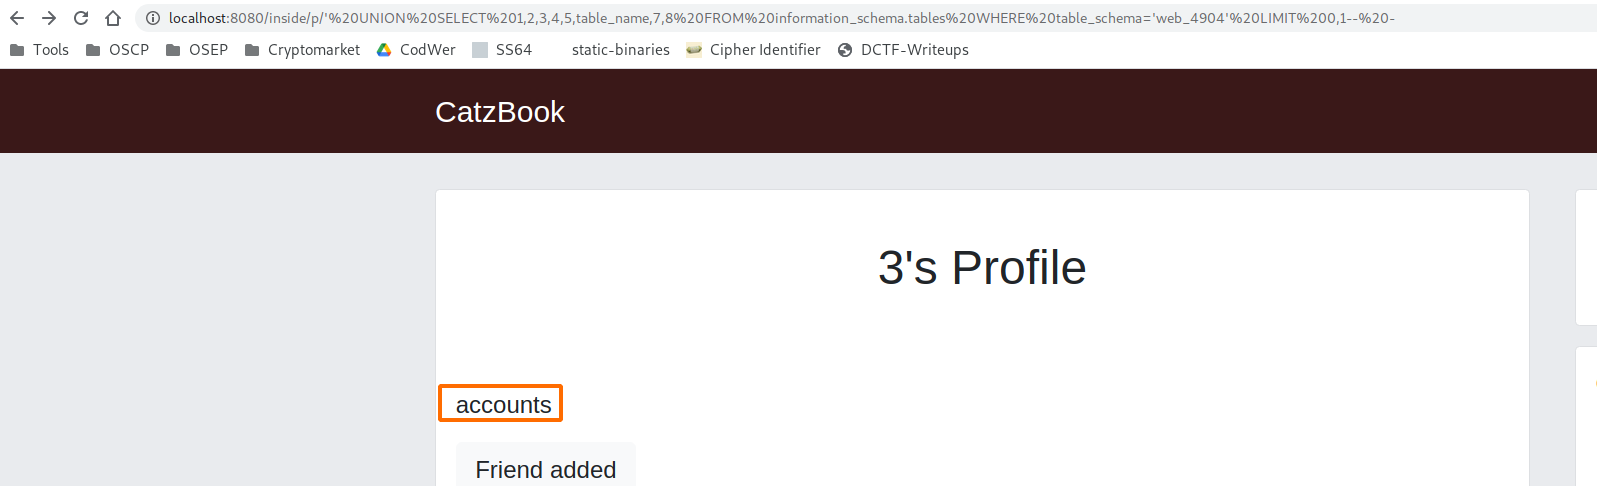 localhost:8080/inside/p/'%20UNION%20SELECT%201,2,3,4,5,table_name,7,8%20FROM%20information_schema.tables%20WHERE%20table_schema='web_4904'%20LIMIT%200,1--%20-
Tools OSCP OSEP Cryptomarket CodWer SS64 static-binaries Cipher Identifier DCTF-Writeups
CatzBook
3's Profile
accounts
Friend added